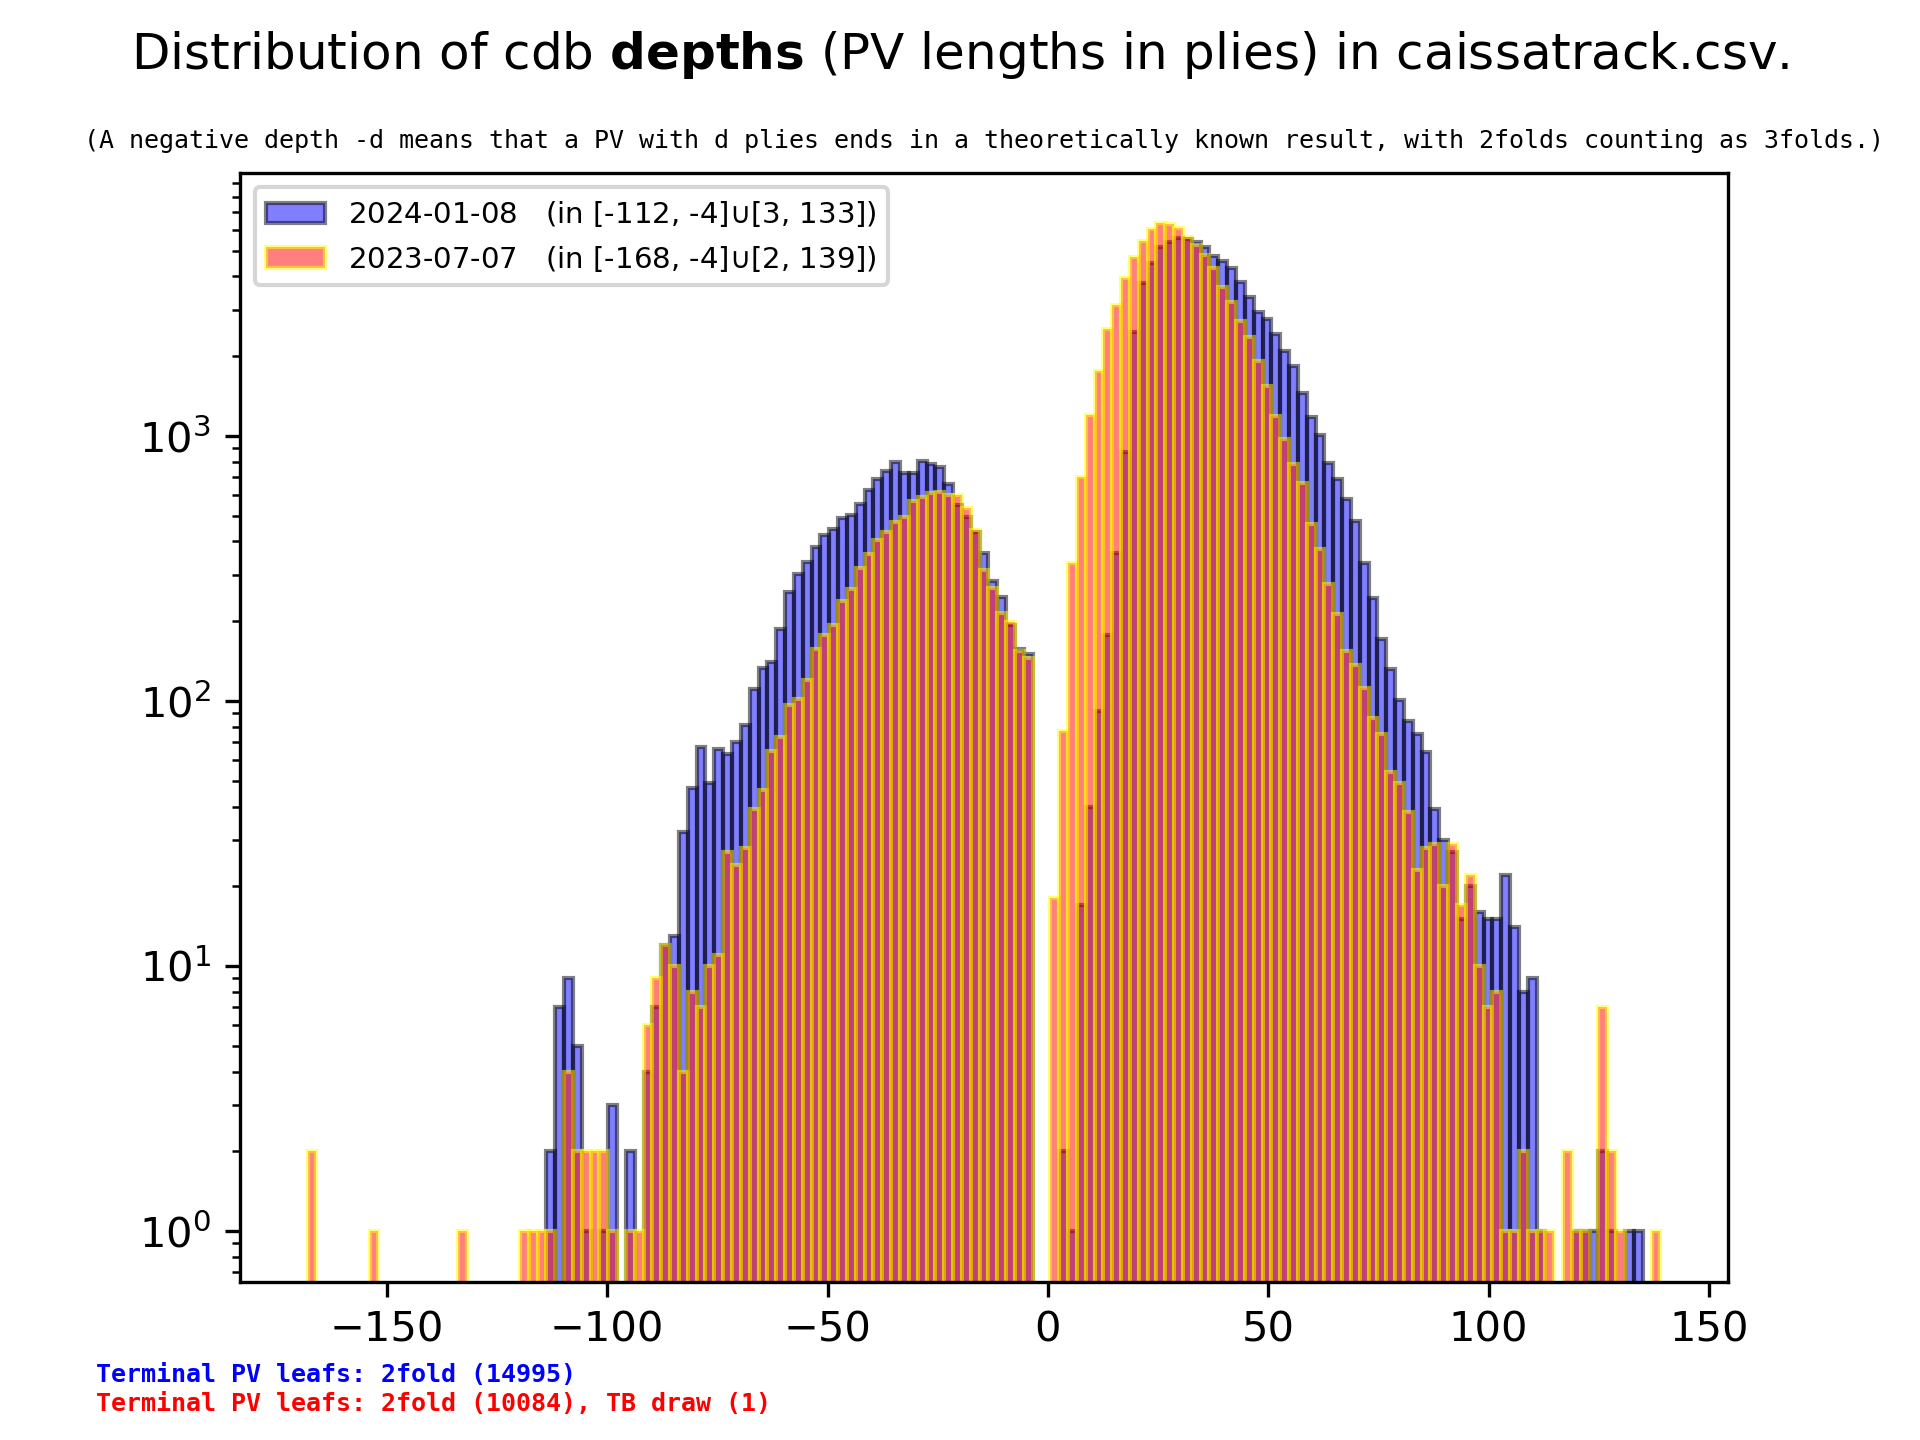 Distribution of cdb depths (PV lengths in plies) in caissatrack.csv.
(A negative depth -d means that a PV with d plies ends in a theoretically known result, with 2folds counting as 3folds.)
2024-01-08 (in [-112, -4]∪[3, 133])
2023-07-07 (in [-168, -4]∪[2, 139])
10³
10²
10¹
10⁰
−150 −100 −50 0 50 100 150
Terminal PV leafs: 2fold (14995)
Terminal PV leafs: 2fold (10084), TB draw (1)